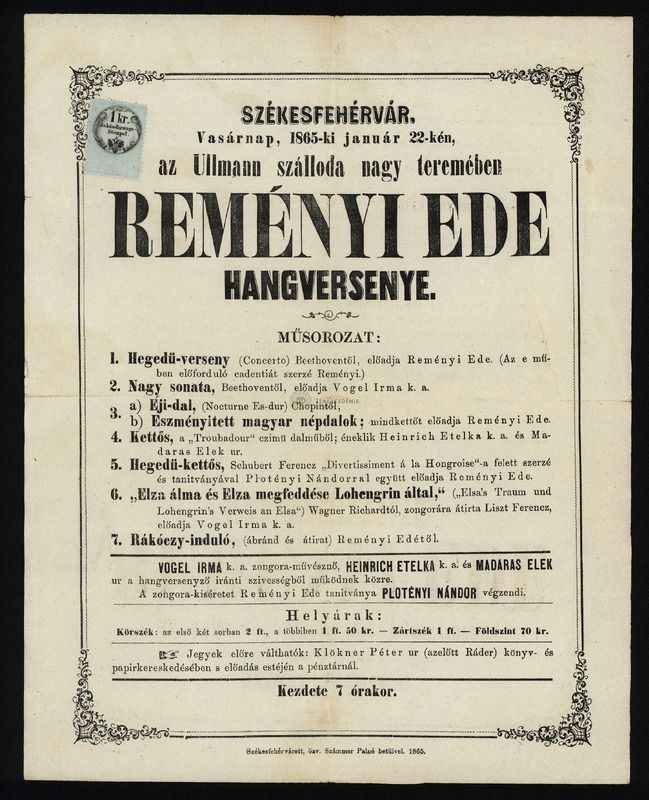 SZÉKESFEHÉRVÁR,
1 kr.
Ankündigungs-
Stempel
Vasárnap, 1865-ki január 22-kén,
az Ullmann szálloda nagy teremében
REMÉNYI EDE
HANGVERSENYE.
MŰSOROZAT:
1. Hegedü-verseny (Concerto) Beethoventől, előadja Reményi Ede. (Az e mű-
ben előforduló cadentiát szerzé Reményi.)
2. Nagy sonata, Beethoventől, előadja Vogel Irma k. a.
3. a) Éji-dal, (Nocturne Es-dur) Chopintől,
b) Eszményitett magyar népdalok; mindkettőt előadja Reményi Ede.
ZENEAKADÉMIA
4. Kettős, a „Troubadour" czimű dalműből; éneklik Heinrich Etelka k. a. és Ma-
daras Elek ur.
5. Hegedü-kettős, Schubert Ferencz „Divertissiment á la Hongroise"-a felett szerzé
és tanitványával Plotényi Nándorral együtt előadja Reményi Ede.
6. „Elza álma és Elza megfeddése Lohengrin által,“ („Elsa's Traum und
Lohengrin's Verweis an Elsa“) Wagner Richardtól, zongorára átirta Liszt Ferencz,
előadja Vogel Irma k. a.
7. Rákóczy-induló, (ábránd és átirat) Reményi Edétől.
VOGEL IRMA k. a. zongora-művésznő, HEINRICH ETELKA k. a. és MADARAS ELEK
ur a hangversenyző iránti szivességből működnek közre.
A zongora-kiséretet Reményi Ede tanitványa PLOTÉNYI NÁNDOR végzendi.
Helyárak:
Körszék: az első két sorban 2 ft., a többiben 1 ft. 50 kr. — Zártszék 1 ft. — Földszint 70 kr.
☞ Jegyek előre válthatók: Klökner Péter ur (azelőtt Ráder) könyv- és
papirkereskedésében s előadás estéjén a pénztárnál.
Kezdete 7 órakor.
Székesfehérvárott, özv. Számmer Palné betűivel. 1865.